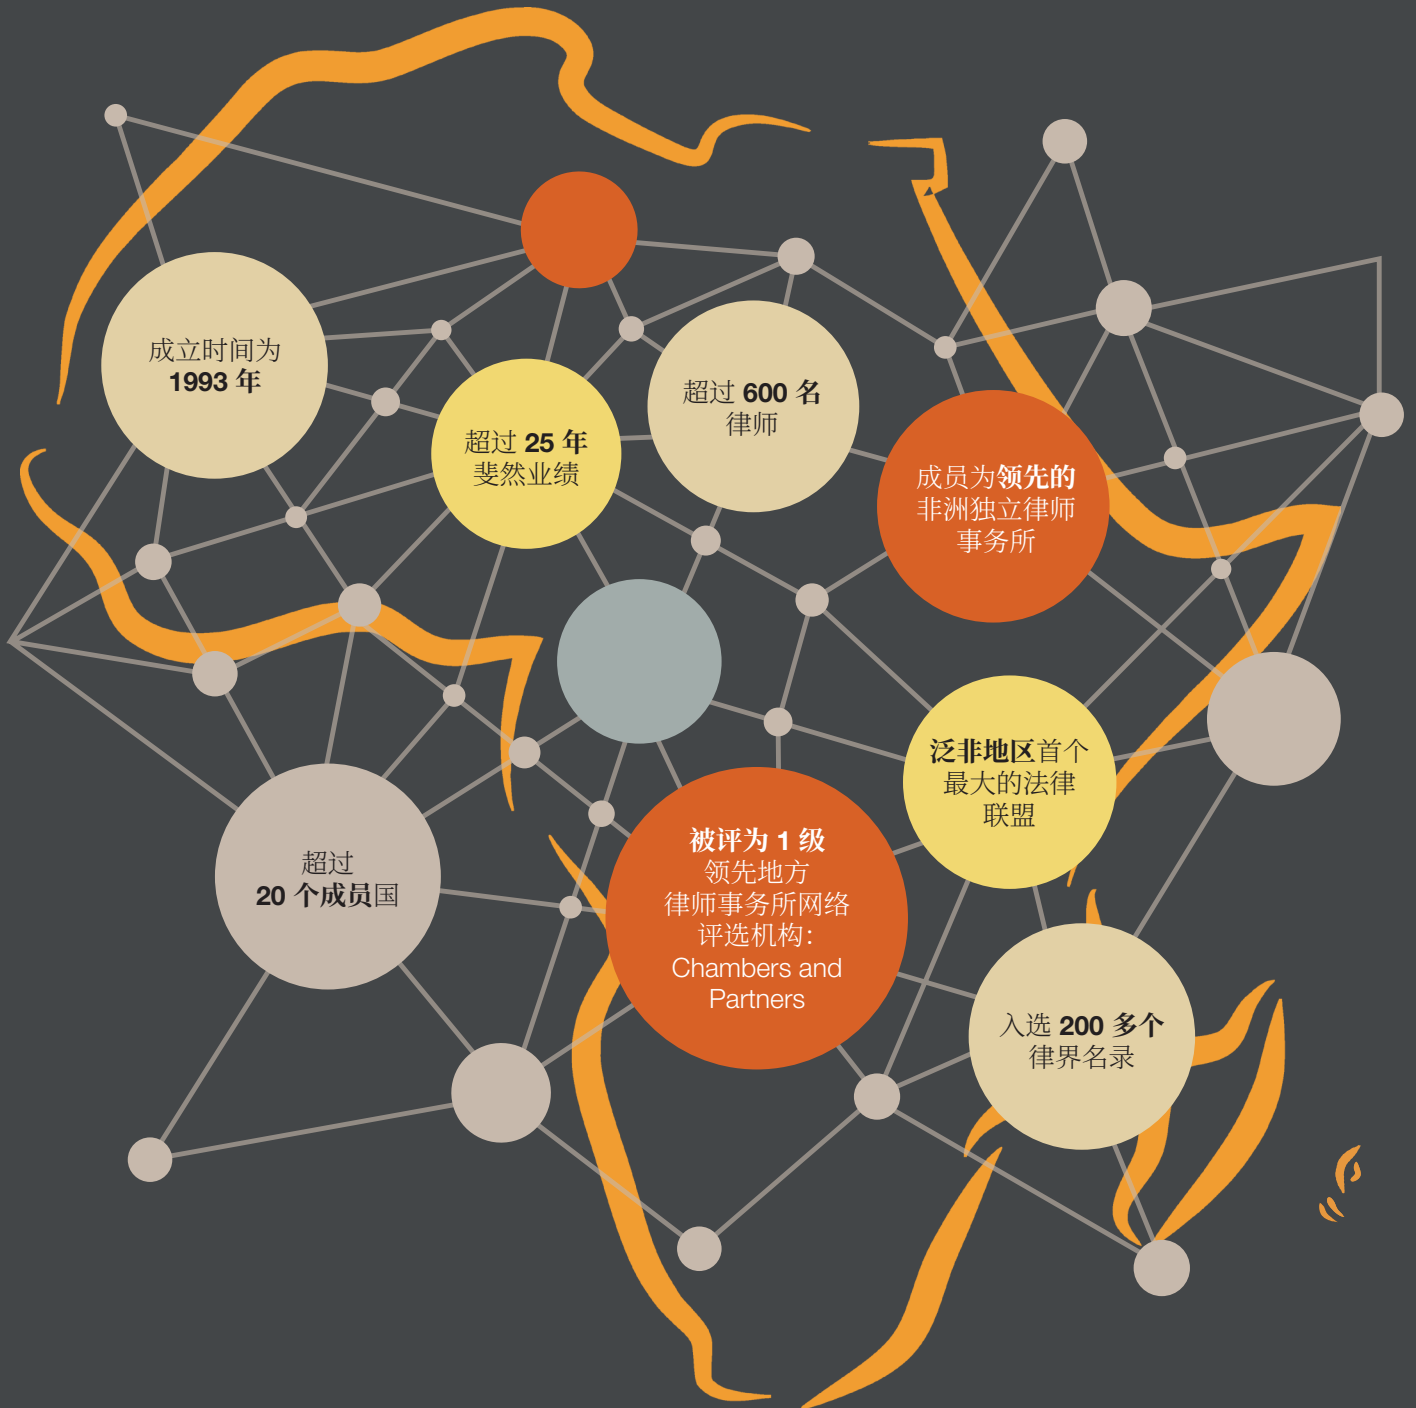 成立时间为
1993 年
超过 25 年
斐然业绩
超过 600 名
律师
成员为领先的
非洲独立律师
事务所
泛非地区首个
最大的法律
联盟
超过
20 个成员国
被评为 1 级
领先地方
律师事务所网络
评选机构：
Chambers and
Partners
入选 200 多个
律界名录